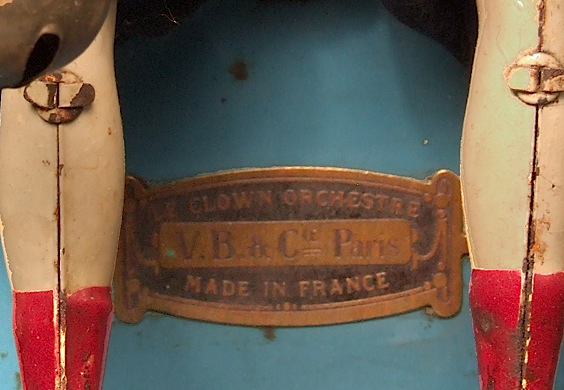 LE CLOWN ORCHESTRE
V.B. & Cie Paris
MADE IN FRANCE